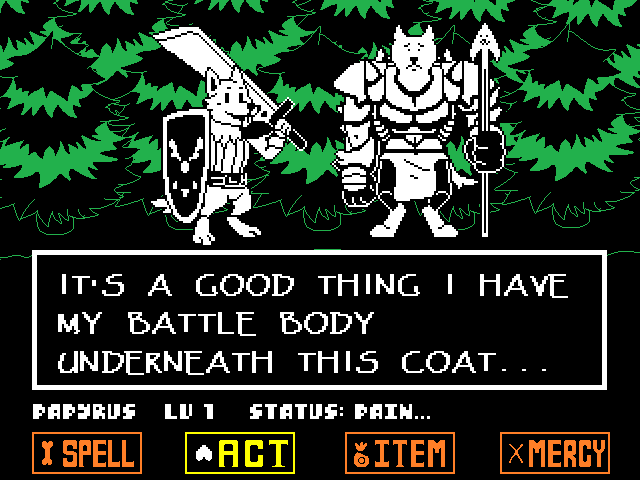 IT'S A GOOD THING I HAVE
MY BATTLE BODY
UNDERNEATH THIS COAT...
PAPYRUS LV 1 STATUS: PAIN...
SPELL ACT ITEM MERCY